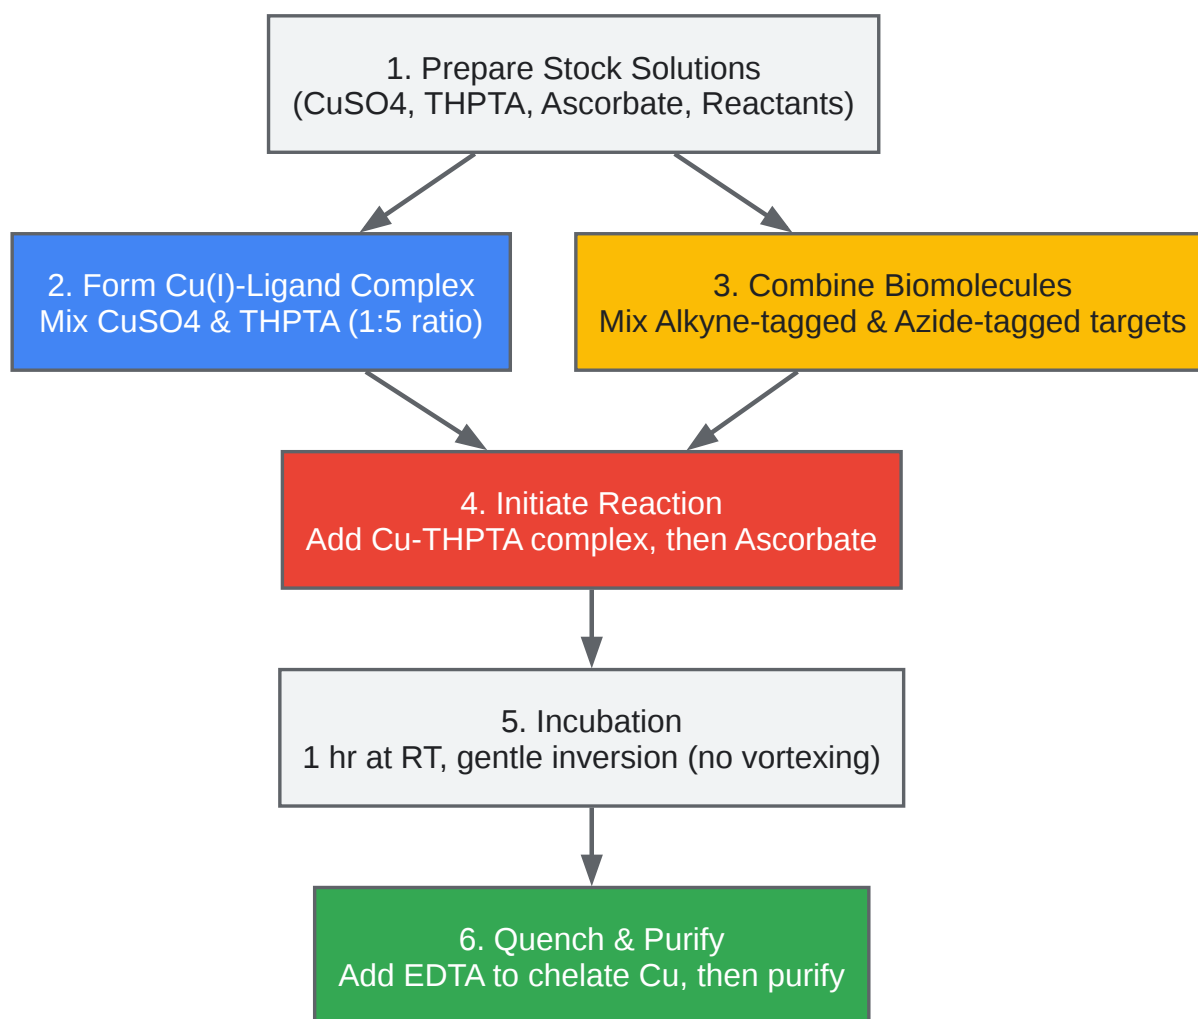 1. Prepare Stock Solutions
(CuSO4, THPTA, Ascorbate, Reactants)
2. Form Cu(I)-Ligand Complex
Mix CuSO4 & THPTA (1:5 ratio)
3. Combine Biomolecules
Mix Alkyne-tagged & Azide-tagged targets
4. Initiate Reaction
Add Cu-THPTA complex, then Ascorbate
5. Incubation
1 hr at RT, gentle inversion (no vortexing)
6. Quench & Purify
Add EDTA to chelate Cu, then purify